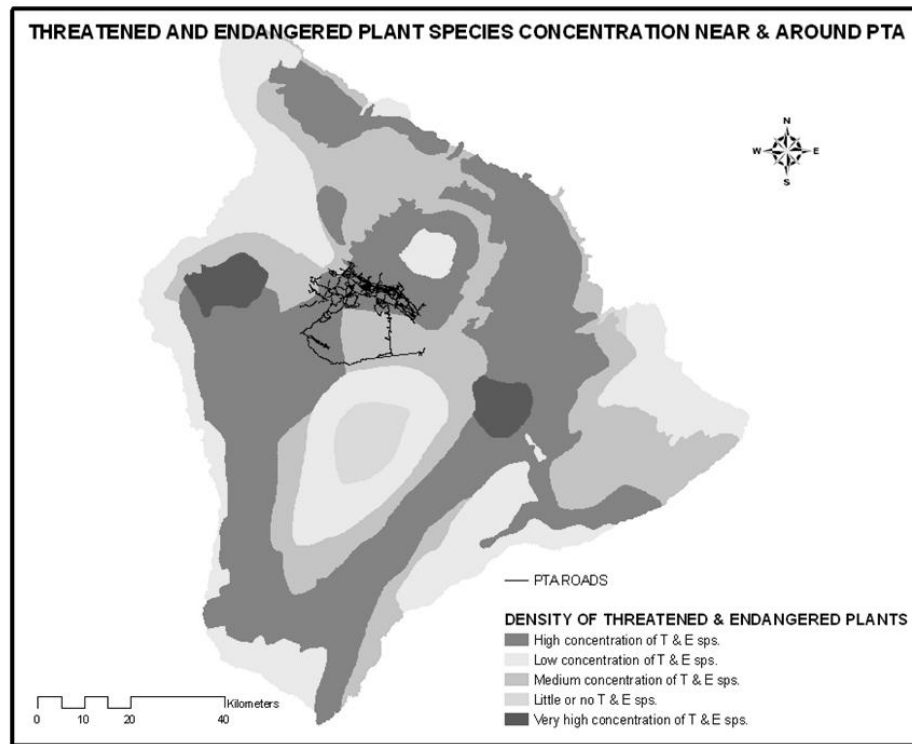 THREATENED AND ENDANGERED PLANT SPECIES CONCENTRATION NEAR & AROUND PTA
N
W E
S
PTA ROADS
DENSITY OF THREATENED & ENDANGERED PLANTS
High concentration of T & E sps.
Low concentration of T & E sps.
Medium concentration of T & E sps.
Little or no T & E sps.
Very high concentration of T & E sps.
Kilometers
0 10 20 40